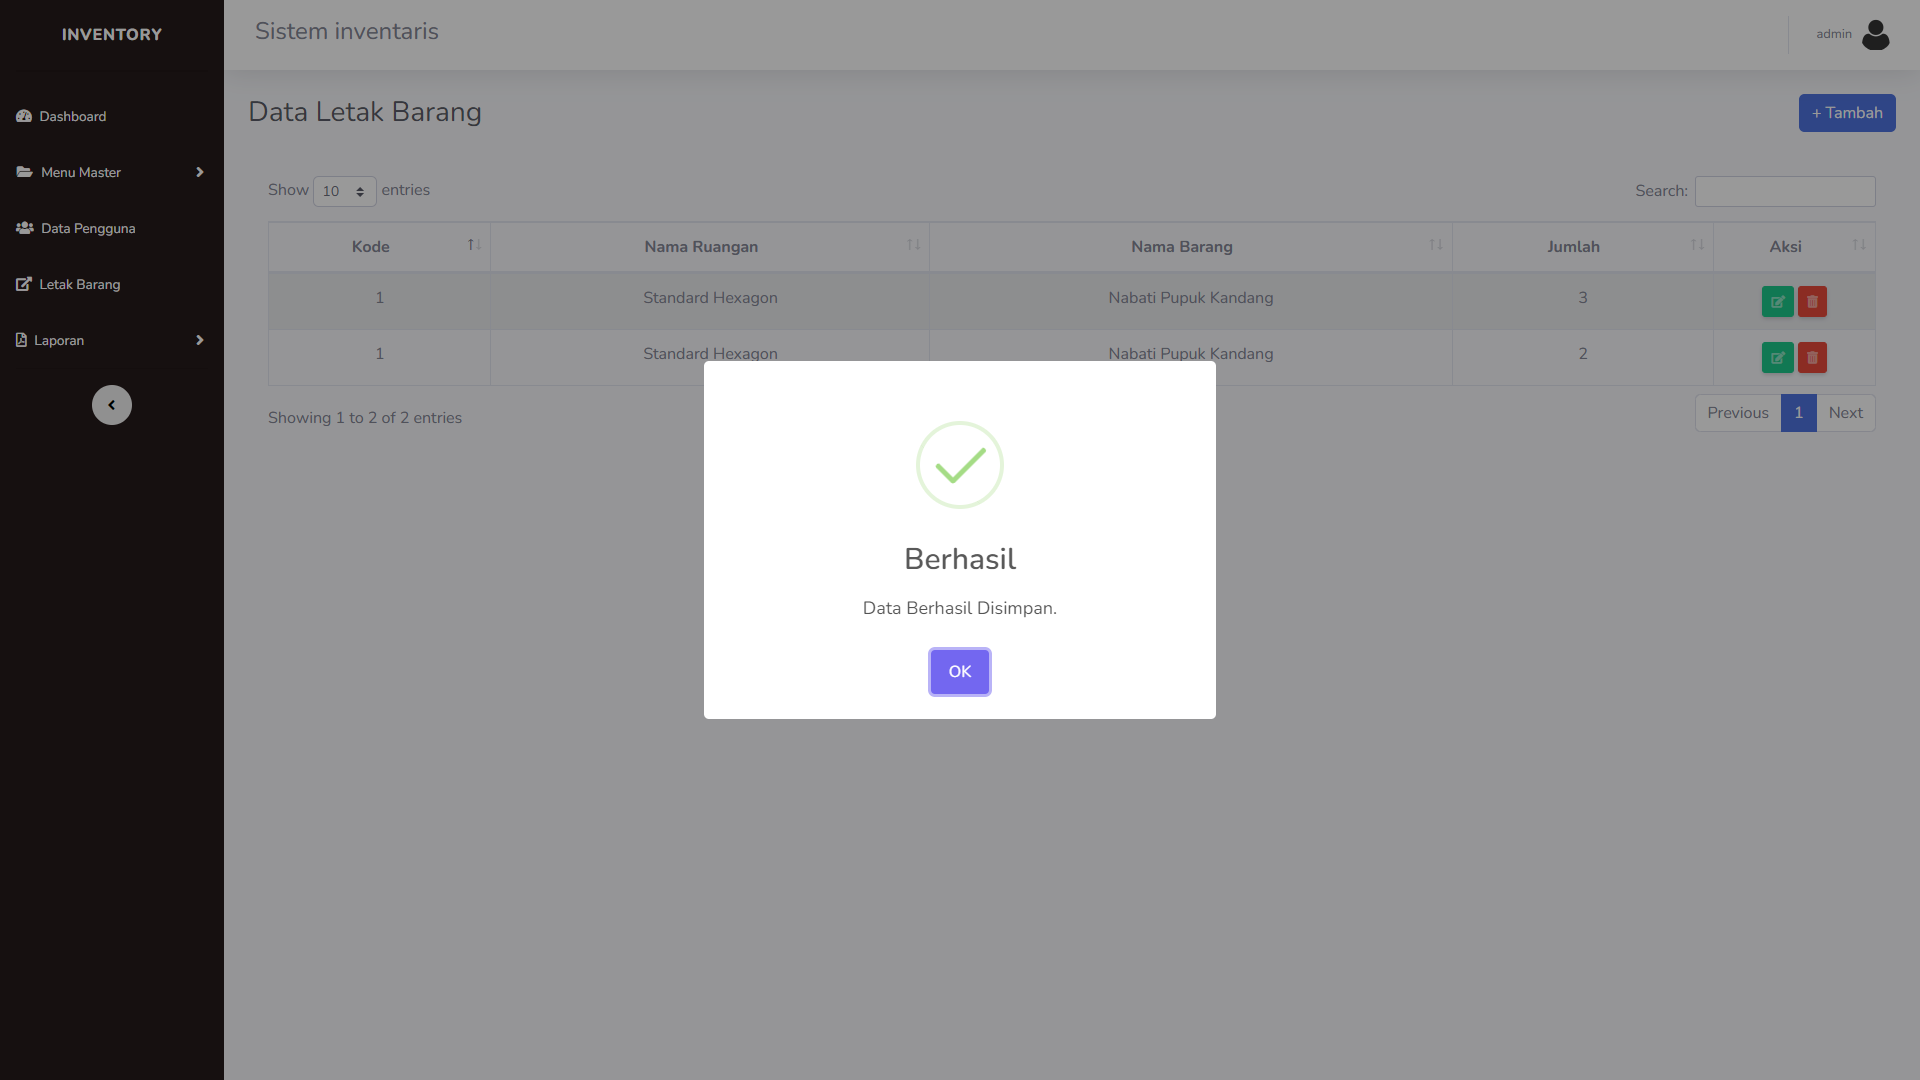 INVENTORY
Sistem inventaris
admin
Dashboard
Menu Master
Data Pengguna
Letak Barang
Laporan
Data Letak Barang
+ Tambah
Show 10 entries
Search:
Kode Nama Ruangan Nama Barang Jumlah Aksi
1 Standard Hexagon Nabati Pupuk Kandang 3
1 Standard Hexagon Nabati Pupuk Kandang 2
Showing 1 to 2 of 2 entries
Previous 1 Next
Berhasil
Data Berhasil Disimpan.
OK